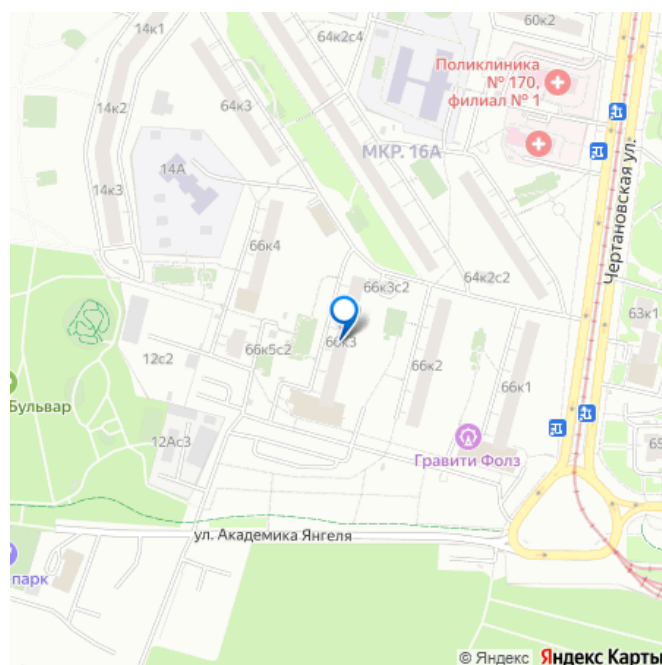 14к1
60к2
64к2с4
Поликлиника
№ 170,
филиал № 1
14к2
64к3
МКР. 16А
Чертановская ул.
14А
14к3
66к4
64к2с2
66к3с2
63к1
12с2
66к5с2
66к3
66к2
66к1
Бульвар
12Ас3
65
Гравити Фолз
ул. Академика Янгеля
парк
© Яндекс Яндекс Карты